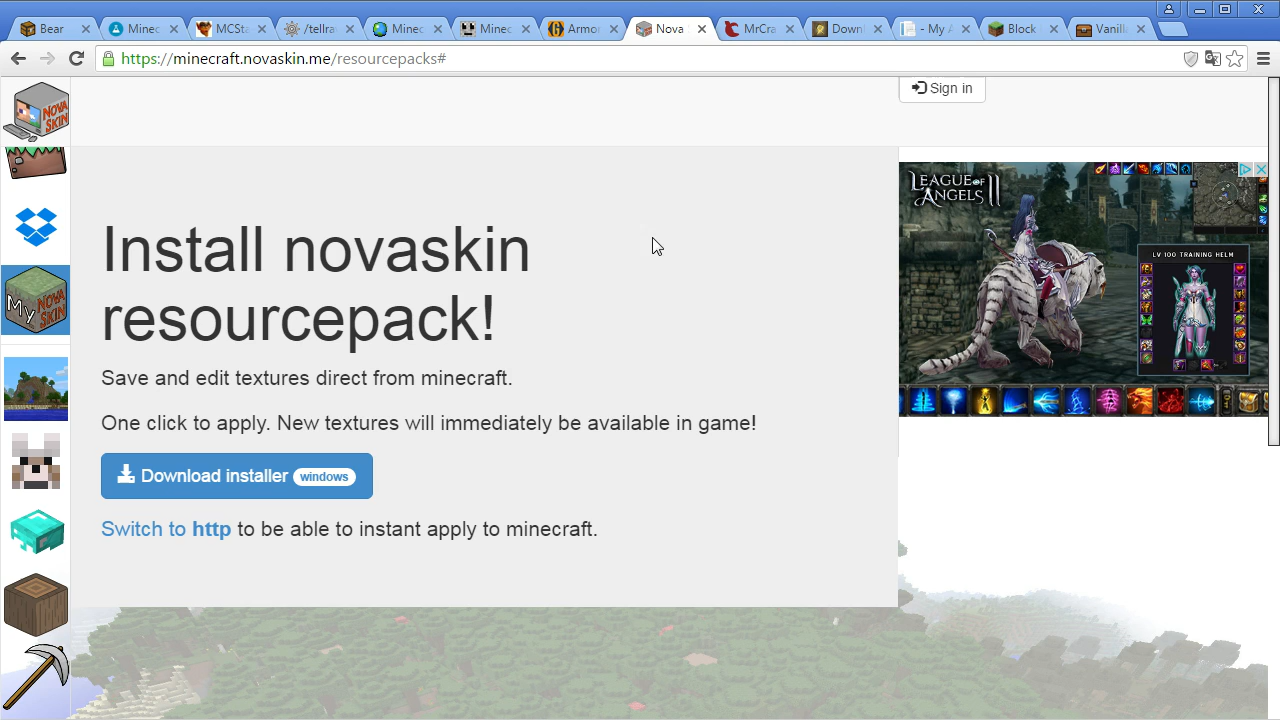 Bear
Minec
MCSta
/tellra
Minec
Minec
Armor
Nova
MrCra
Downl
- My A
Block
Vanill
https://minecraft.novaskin.me/resourcepacks#
NOVA
SKIN
Sign in
My
NOVA
SKIN
Install novaskin
resourcepack!
Save and edit textures direct from minecraft.
One click to apply. New textures will immediately be available in game!
Download installer windows
Switch to http to be able to instant apply to minecraft.
LEAGUE OF
ANGELS II
LV 100 TRAINING HELM